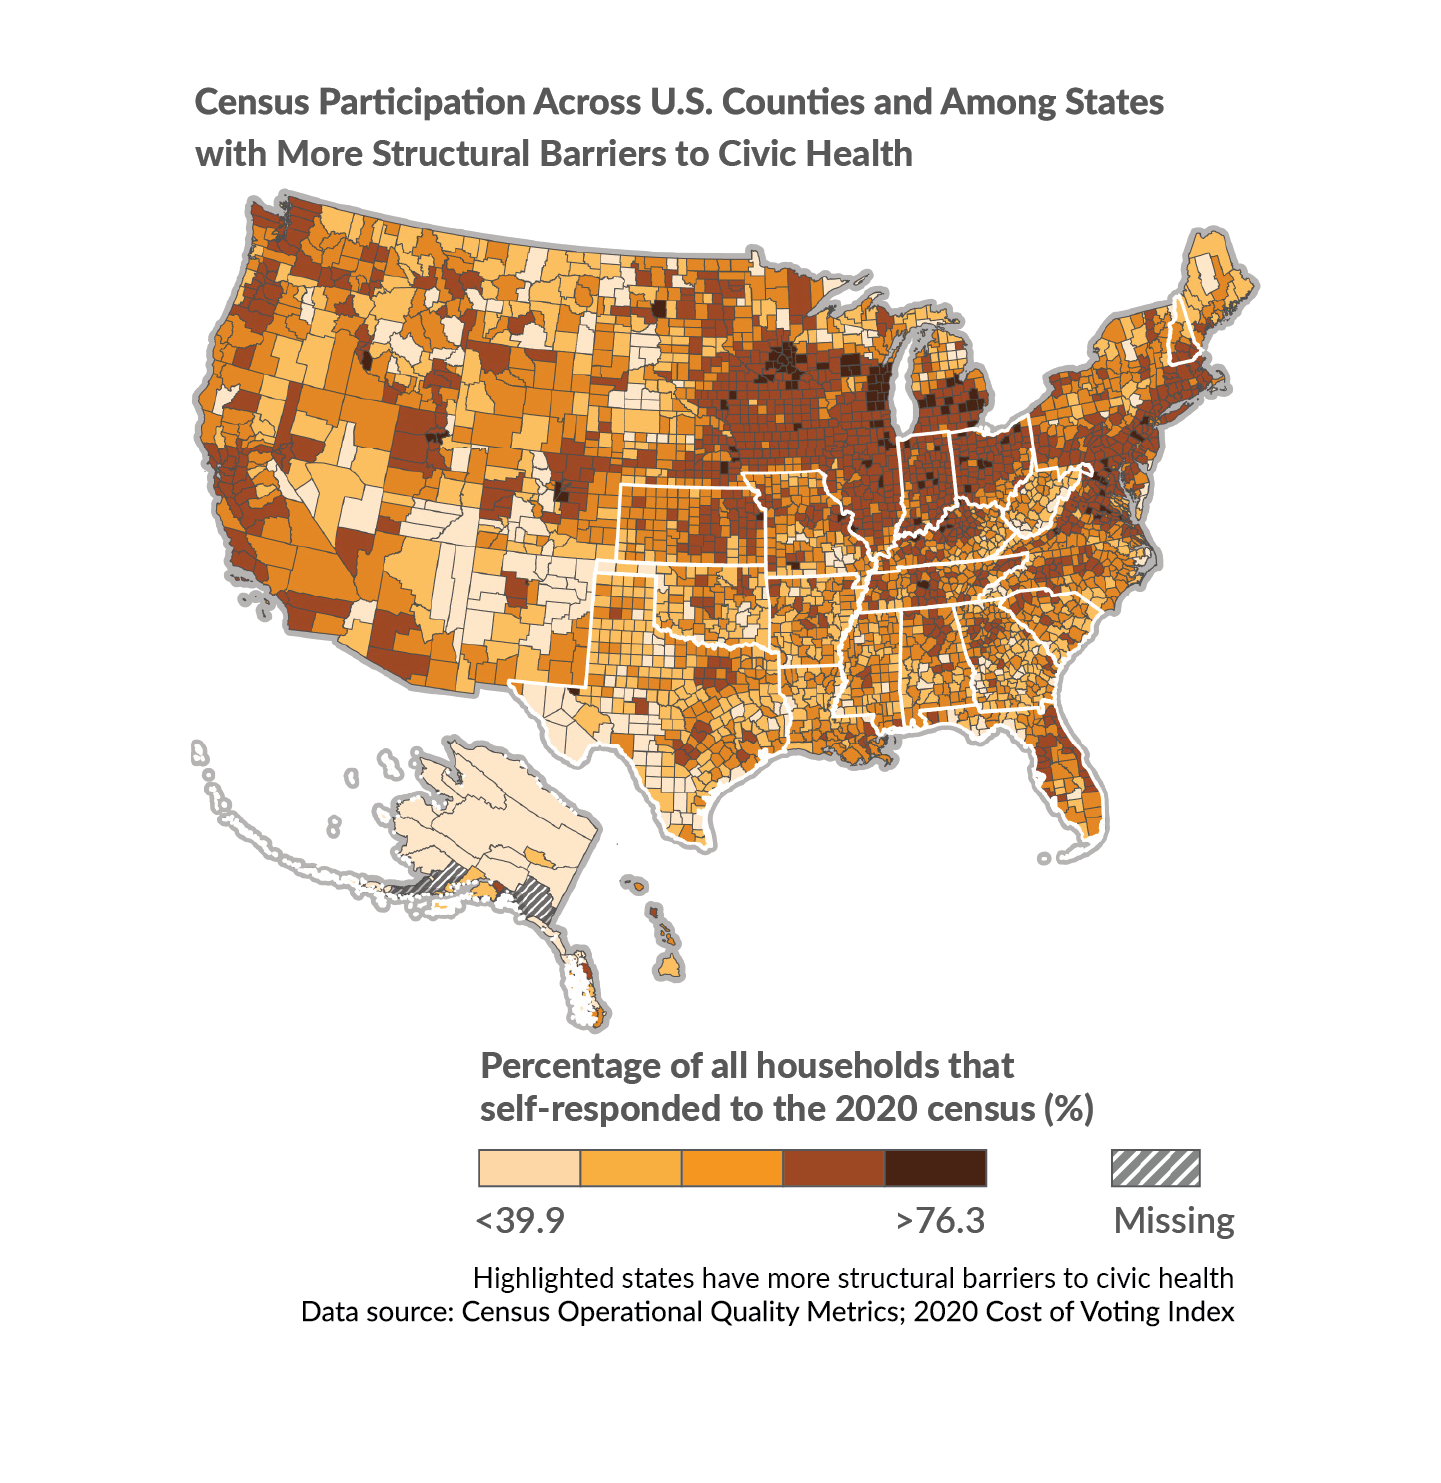 Census Participation Across U.S. Counties and Among States
with More Structural Barriers to Civic Health
Percentage of all households that
self-responded to the 2020 census (%)
<39.9
>76.3
Missing
Highlighted states have more structural barriers to civic health
Data source: Census Operational Quality Metrics; 2020 Cost of Voting Index